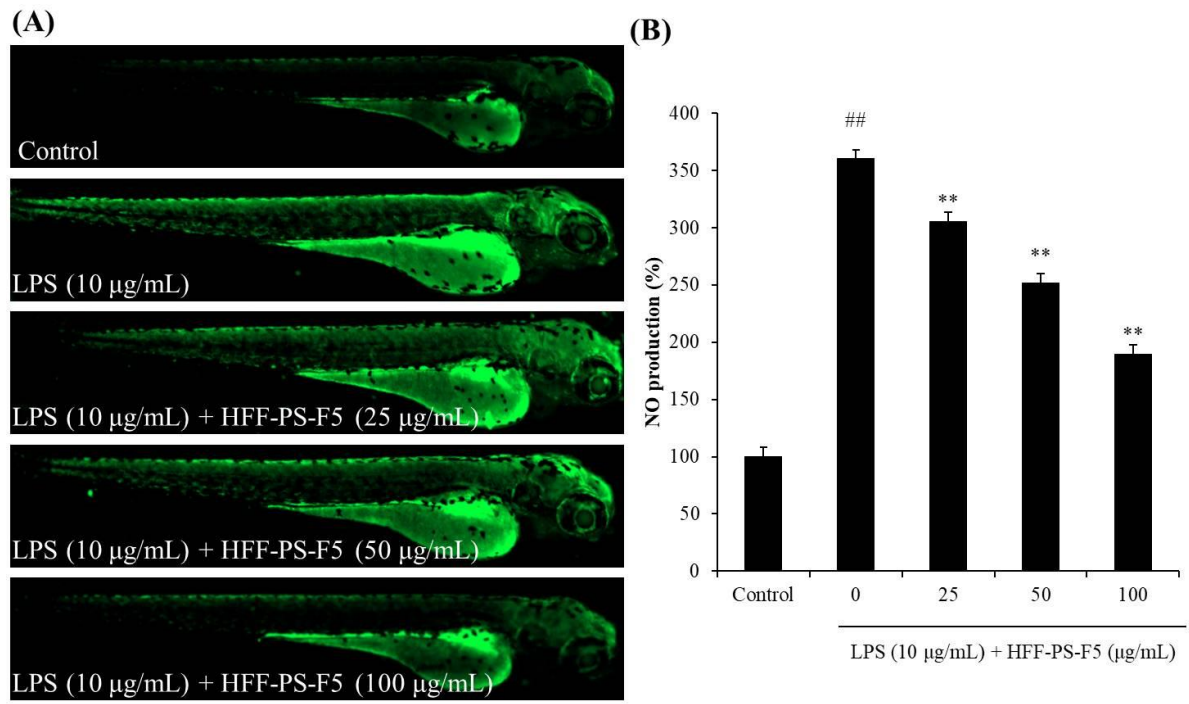 (A)
Control
LPS (10 μg/mL)
LPS (10 μg/mL) + HFF-PS-F5 (25 μg/mL)
LPS (10 μg/mL) + HFF-PS-F5 (50 μg/mL)
LPS (10 μg/mL) + HFF-PS-F5 (100 μg/mL)
(B)
NO production (%)
400
350
300
250
200
150
100
50
0
##
**
**
**
Control 0 25 50 100
LPS (10 μg/mL) + HFF-PS-F5 (μg/mL)